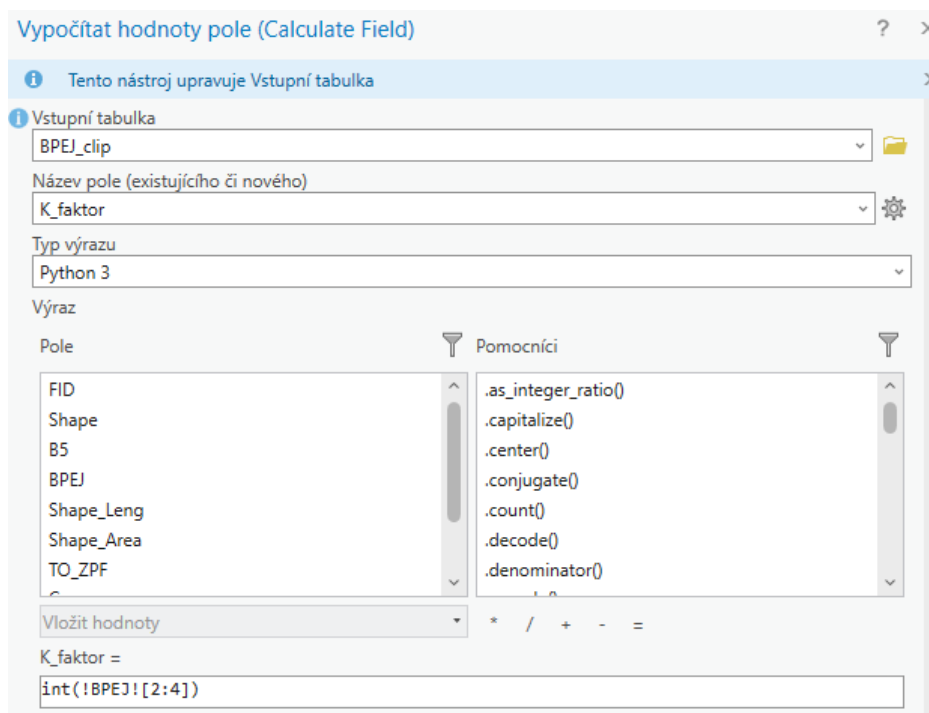 Vypočítat hodnoty pole (Calculate Field)
?
Tento nástroj upravuje Vstupní tabulka
Vstupní tabulka
BPEJ_clip
Název pole (existujícího či nového)
K_faktor
Typ výrazu
Python 3
Výraz
Pole
Pomocníci
FID
Shape
B5
BPEJ
Shape_Leng
Shape_Area
TO_ZPF
.as_integer_ratio()
.capitalize()
.center()
.conjugate()
.count()
.decode()
.denominator()
Vložit hodnoty
* / + - =
K_faktor =
int(!BPEJ![2:4])